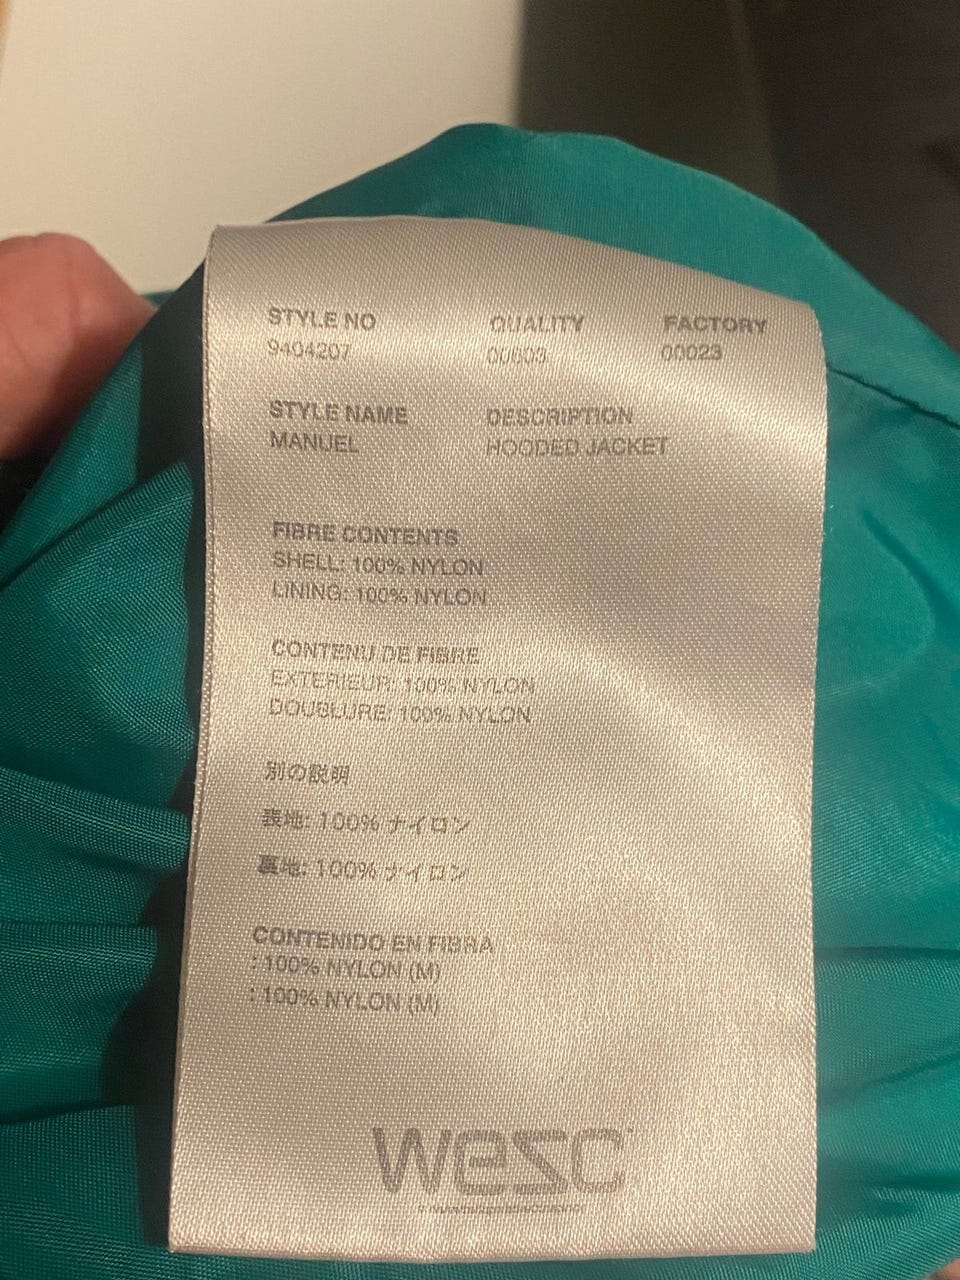 STYLE NO QUALITY FACTORY
9404207 00003 00023
STYLE NAME DESCRIPTION
MANUEL HOODED JACKET
FIBRE CONTENTS
SHELL: 100% NYLON
LINING: 100% NYLON
CONTENU DE FIBRE
EXTERIEUR: 100% NYLON
DOUBLURE: 100% NYLON
別の説明
表地: 100% ナイロン
裏地: 100% ナイロン
CONTENIDO EN FIBRA
: 100% NYLON (M)
: 100% NYLON (M)
WeSC